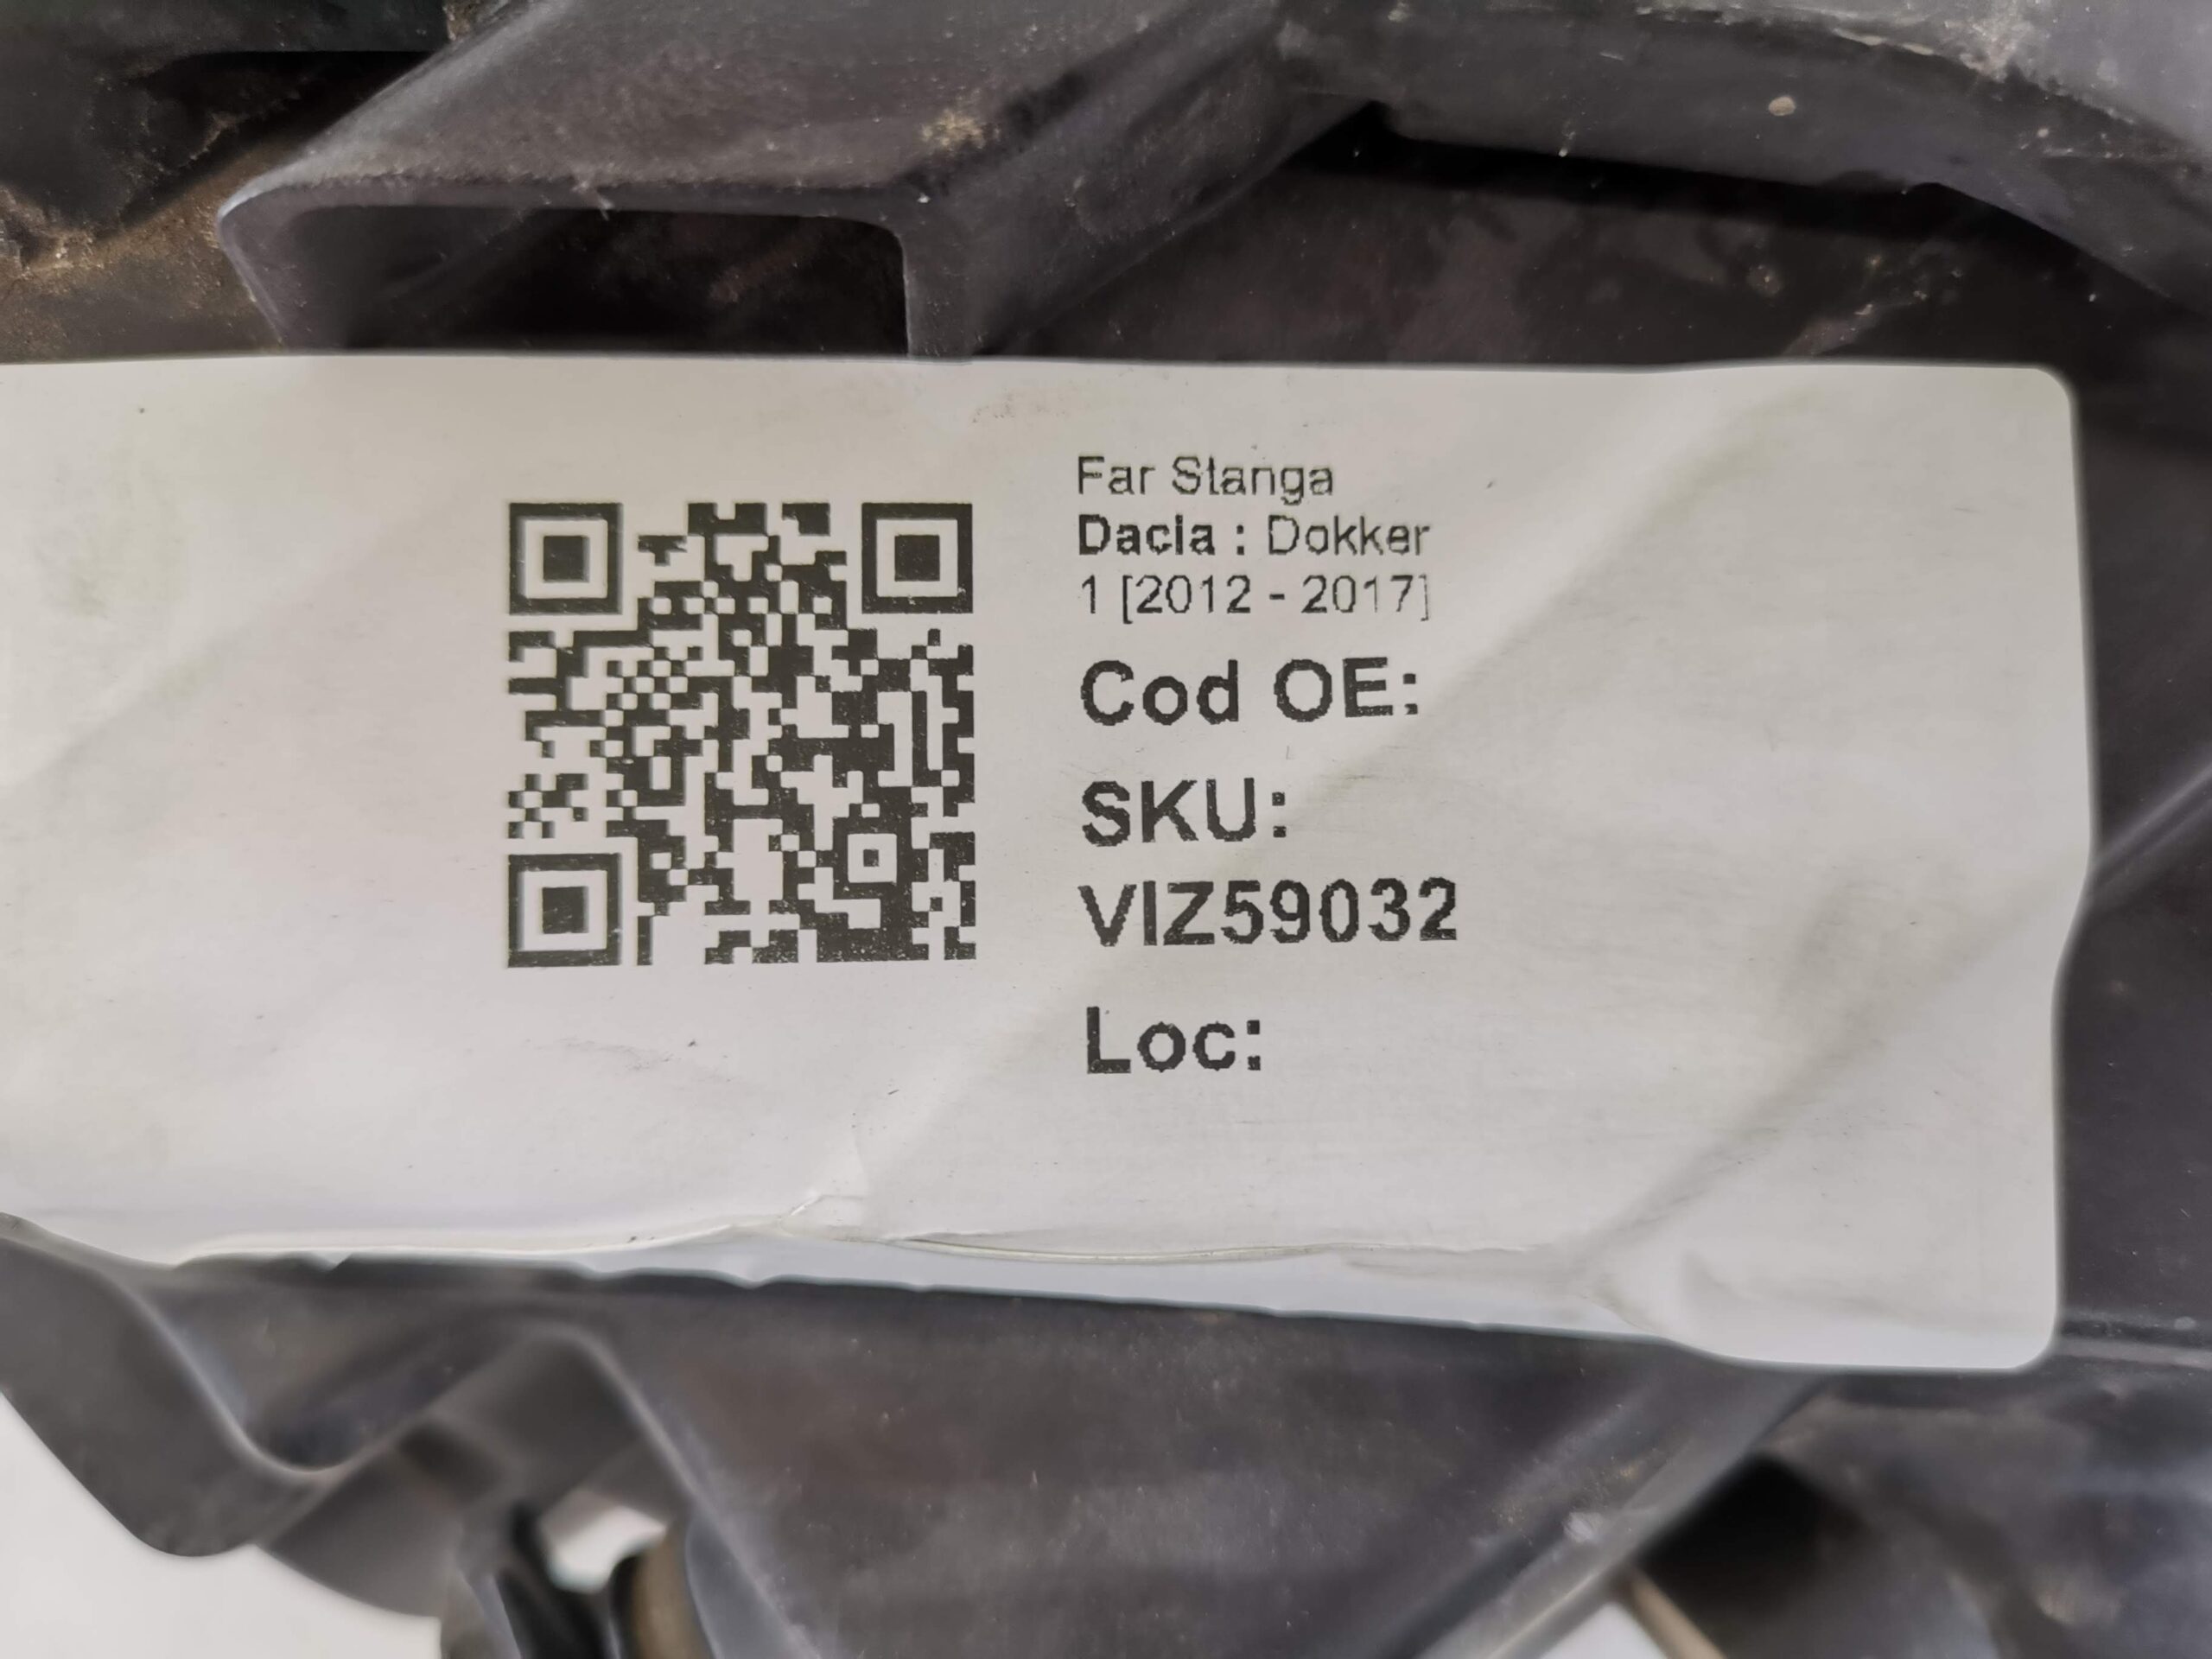 Far Stanga
Dacia : Dokker
1 [2012 - 2017]
Cod OE:
SKU:
VIZ59032
Loc: